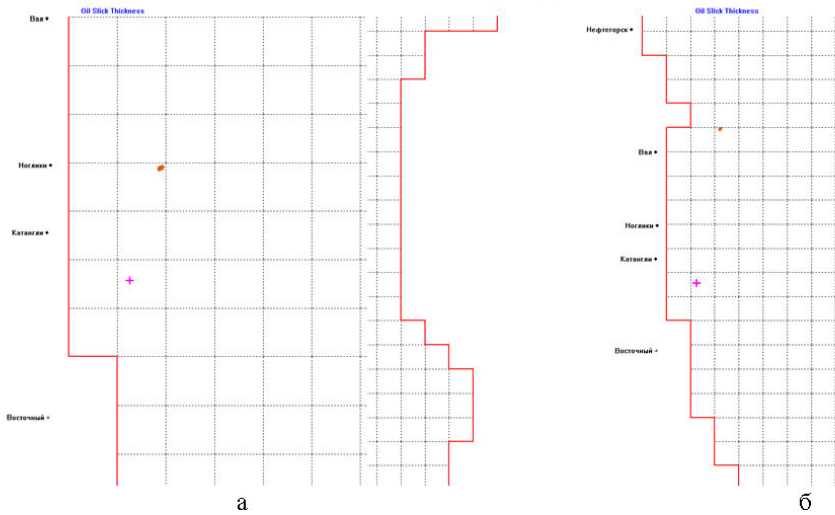 Oil Slick Thickness
Вал
Ноглики
Катангли
Восточный
а
Oil Slick Thickness
Нефтегорск
Вал
Ноглики
Катангли
Восточный
б